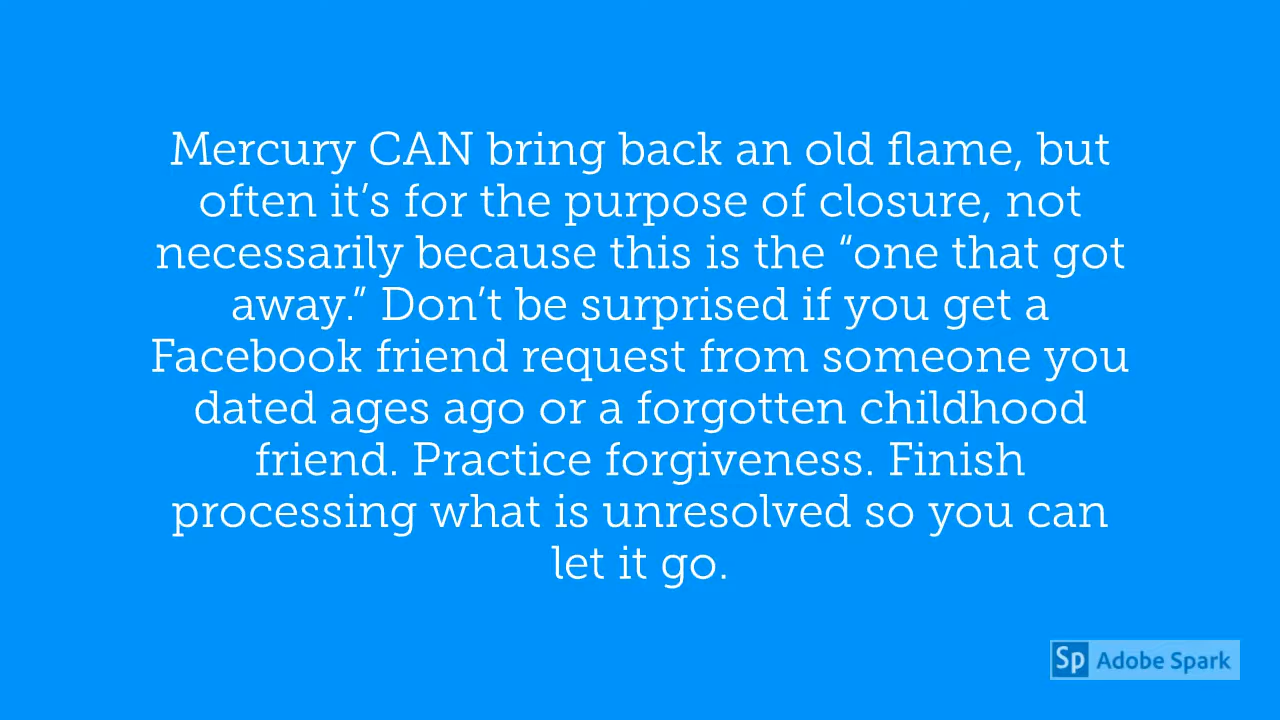 Mercury CAN bring back an old flame, but
often it’s for the purpose of closure, not
necessarily because this is the “one that got
away.” Don’t be surprised if you get a
Facebook friend request from someone you
dated ages ago or a forgotten childhood
friend. Practice forgiveness. Finish
processing what is unresolved so you can
let it go.
Sp Adobe Spark